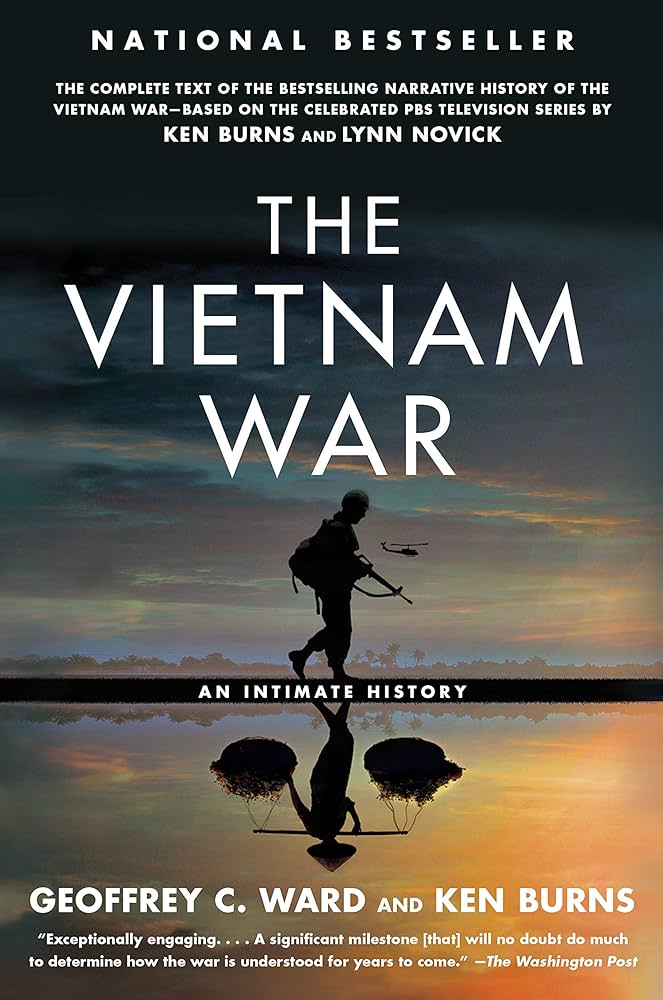 NATIONAL BESTSELLER
THE COMPLETE TEXT OF THE BESTSELLING NARRATIVE HISTORY OF THE
VIETNAM WAR—BASED ON THE CELEBRATED PBS TELEVISION SERIES BY
KEN BURNS AND LYNN NOVICK
THE
VIETNAM
WAR
AN INTIMATE HISTORY
GEOFFREY C. WARD AND KEN BURNS
“Exceptionally engaging. . . . A significant milestone [that] will no doubt do much
to determine how the war is understood for years to come.” —The Washington Post